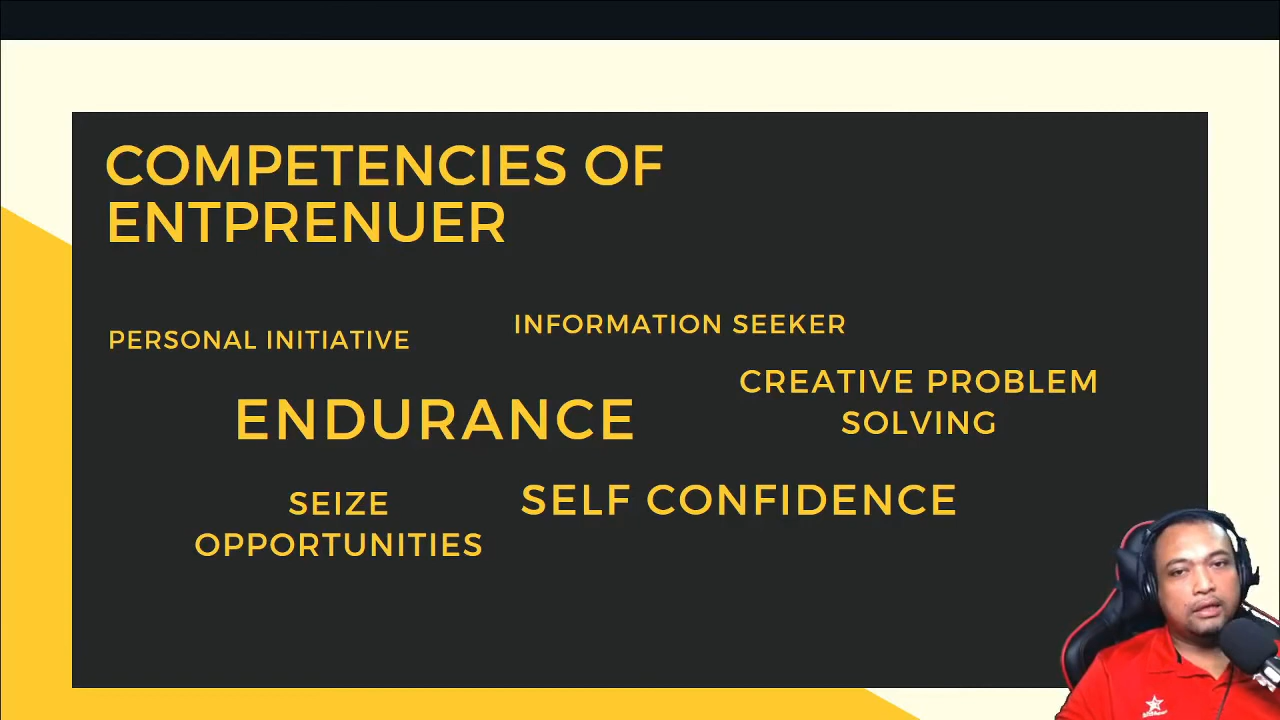 COMPETENCIES OF
ENTPRENUER
PERSONAL INITIATIVE
INFORMATION SEEKER
CREATIVE PROBLEM
SOLVING
ENDURANCE
SEIZE
OPPORTUNITIES
SELF CONFIDENCE